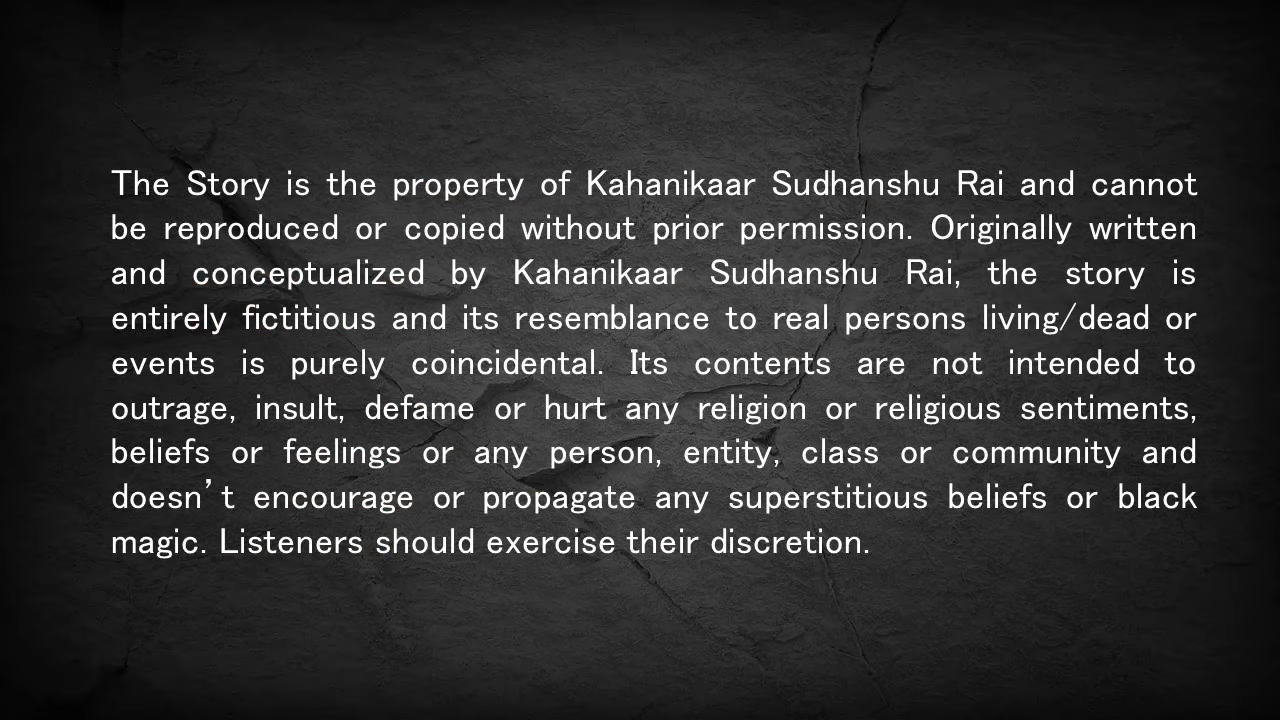 The Story is the property of Kahanikaar Sudhanshu Rai and cannot
be reproduced or copied without prior permission. Originally written
and conceptualized by Kahanikaar Sudhanshu Rai, the story is
entirely fictitious and its resemblance to real persons living/dead or
events is purely coincidental. Its contents are not intended to
outrage, insult, defame or hurt any religion or religious sentiments,
beliefs or feelings or any person, entity, class or community and
doesn’t encourage or propagate any superstitious beliefs or black
magic. Listeners should exercise their discretion.